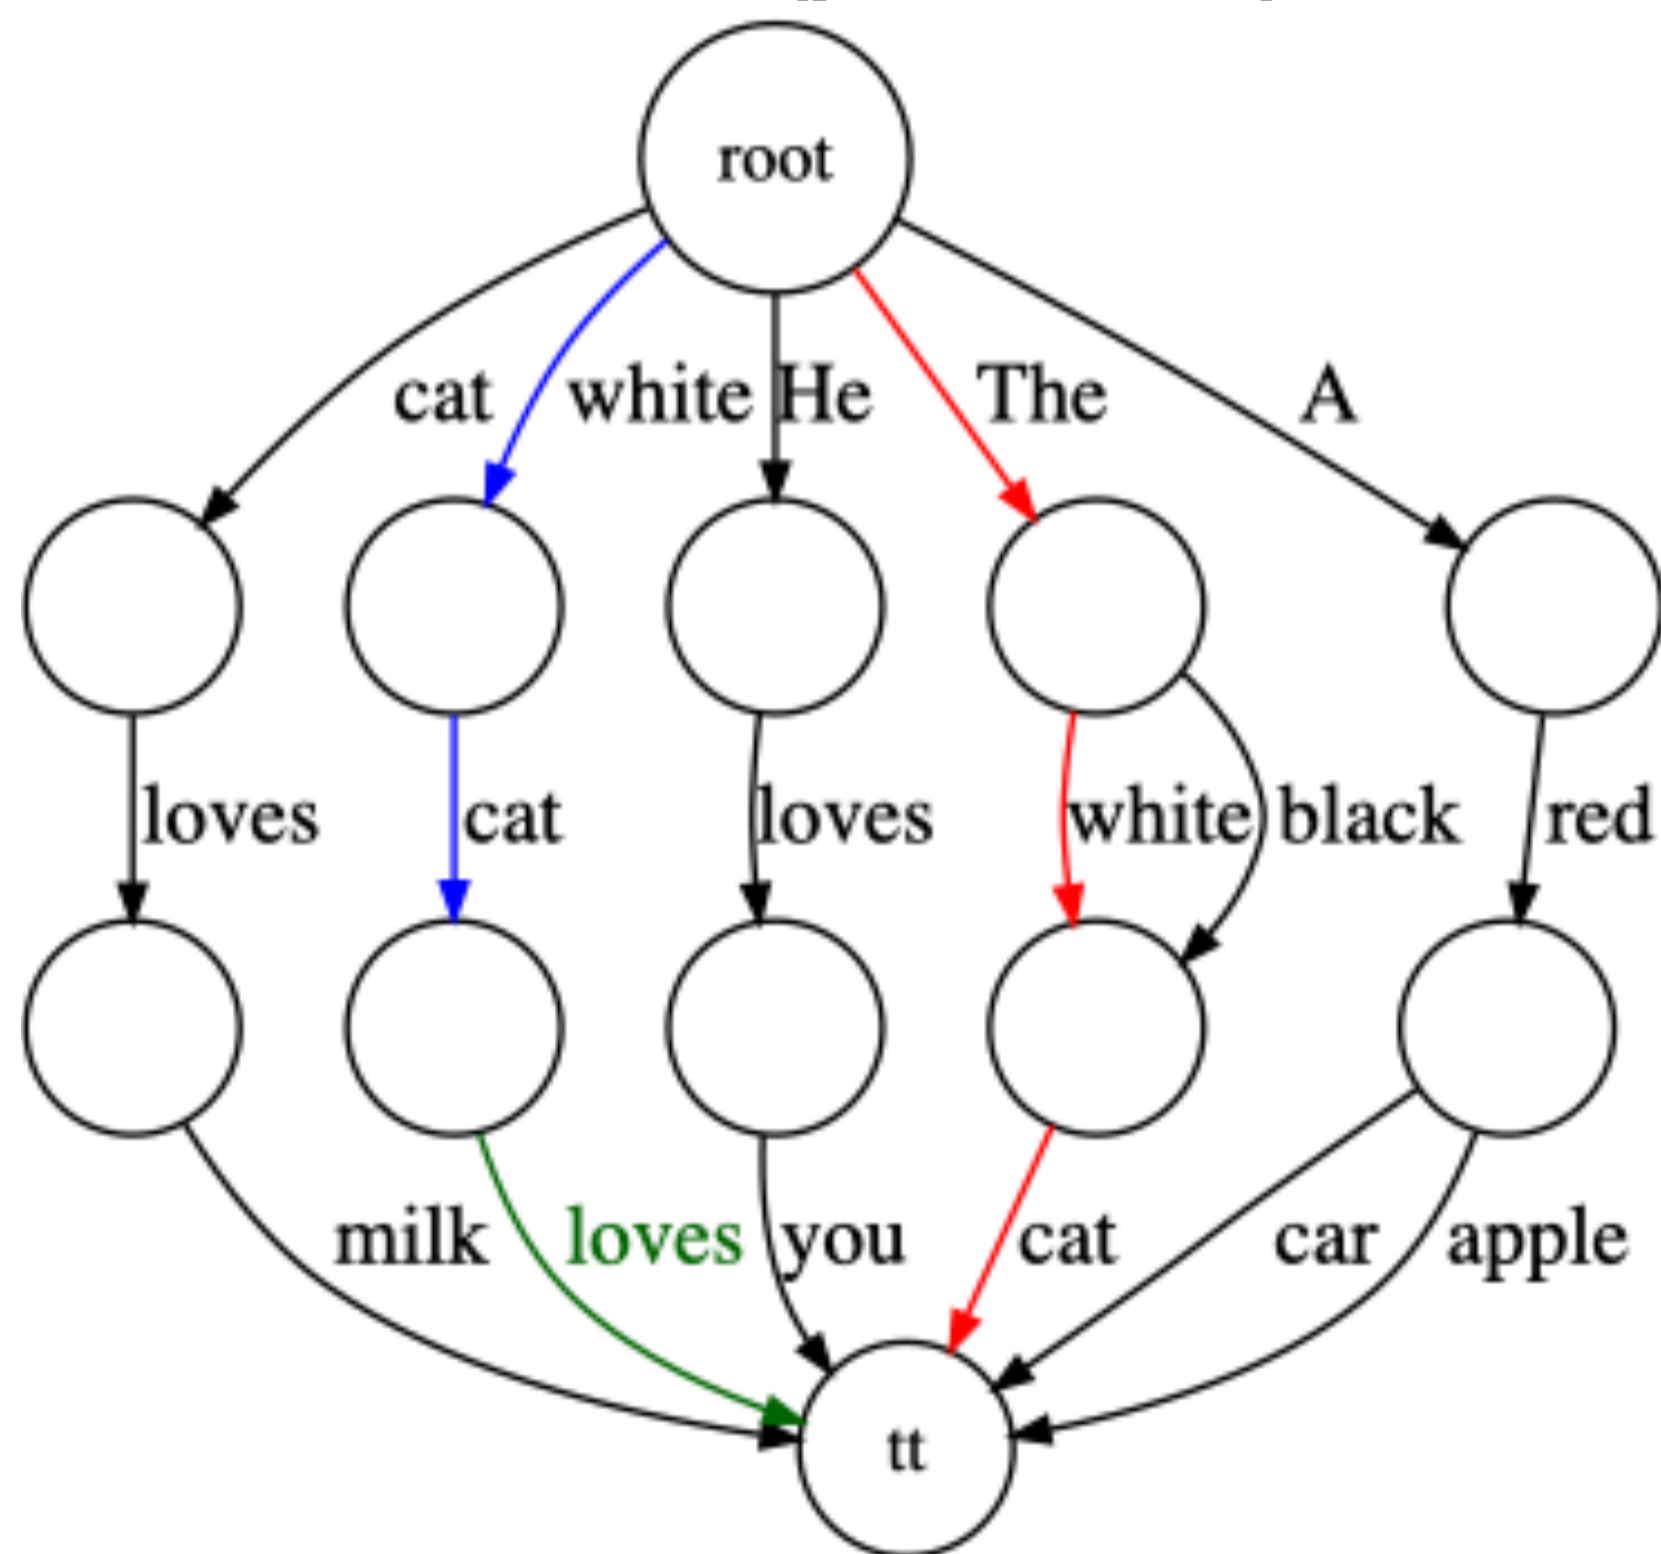 root
cat white He The A
loves cat loves white black red
milk loves you cat car apple
tt